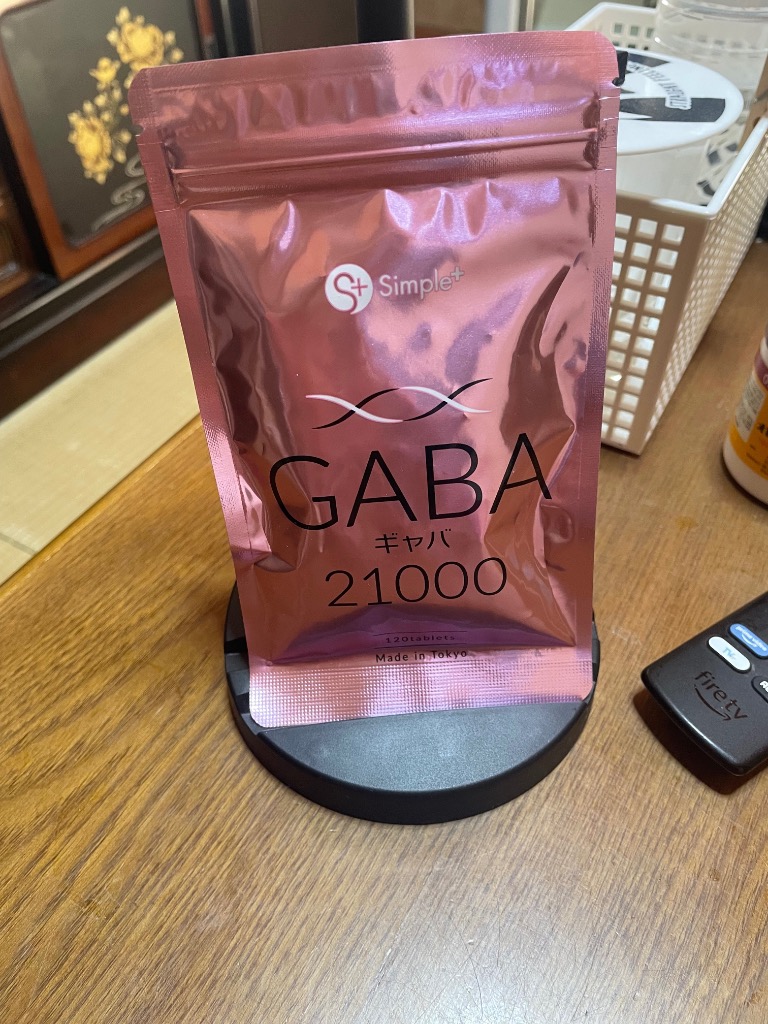 Simple+
GABA
ギャバ
21000
120tablets
Made in Tokyo
fire tv